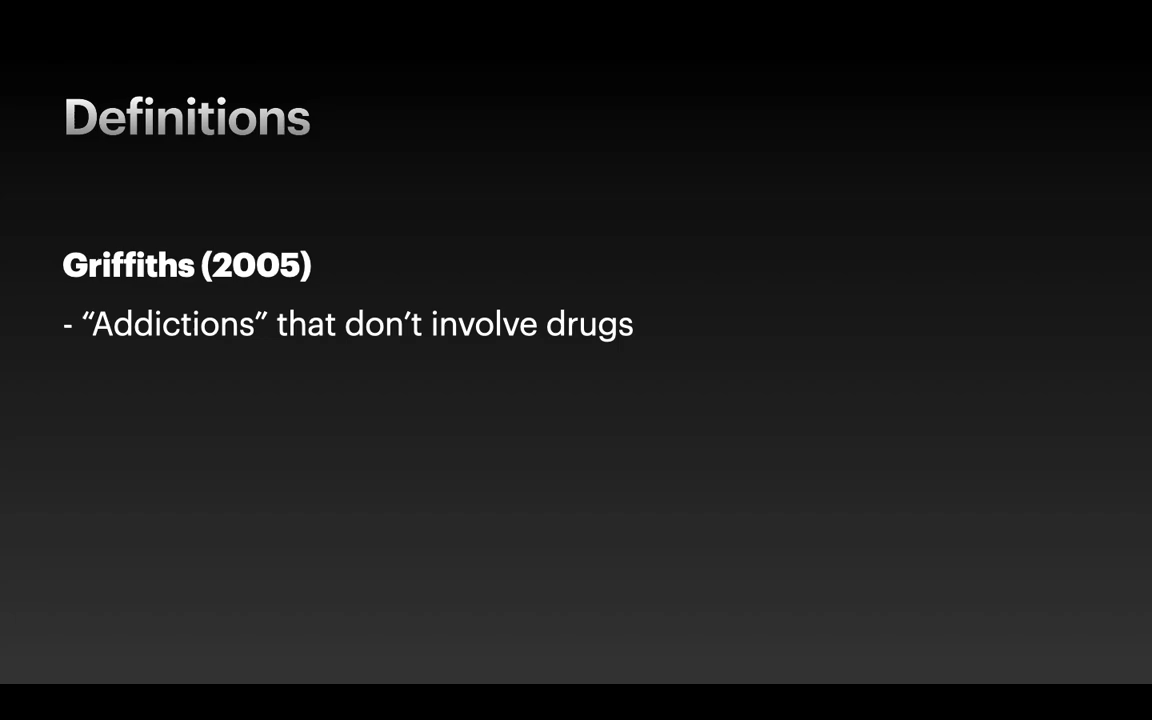 Definitions
Griffiths (2005)
- “Addictions” that don’t involve drugs